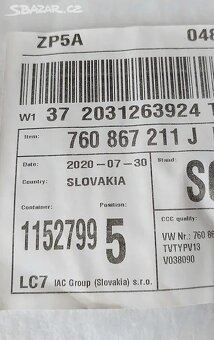 SBAZAR.CZ
ZP5A 048
W1 37 2031263924 T
Item: 760 867 211 J
Date: 2020-07-30 Stand:
Country: SLOVAKIA
Container: Position: CCC quality:
1152799 5
VW Nr.: 760 86
TVTYPV13
V038090
LC7 IAC Group (Slovakia) s.r.o.